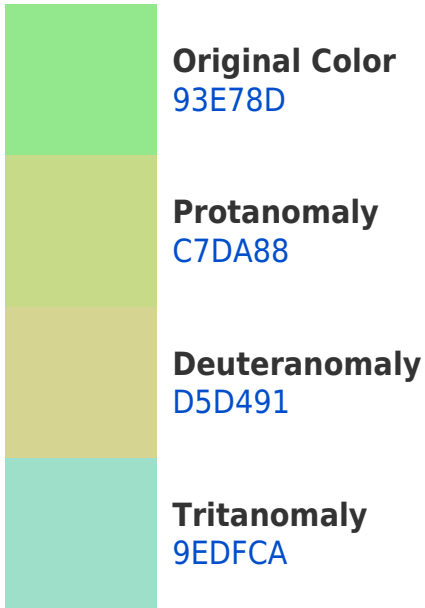 Original Color
93E78D
Protanomaly
C7DA88
Deuteranomaly
D5D491
Tritanomaly
9EDFCA